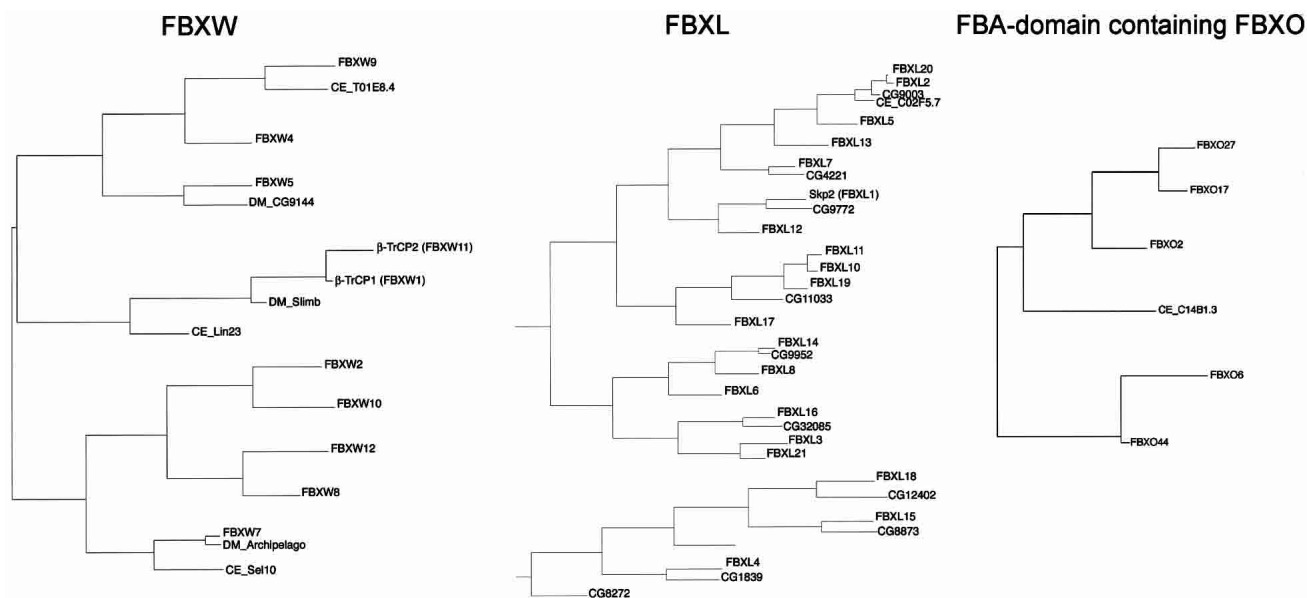 FBXW
FBXL
FBA-domain containing FBXO
FBXW9
CE_T01E8.4
FBXW4
FBXW5
DM_CG9144
β-TrCP2 (FBXW11)
β-TrCP1 (FBXW1)
DM_Slimb
CE_Lin23
FBXW2
FBXW10
FBXW12
FBXW8
FBXW7
DM_Archipelago
CE_Sel10
FBXL20
FBXL2
CG9003
CE_C02F5.7
FBXL5
FBXL13
FBXL7
CG4221
Skp2 (FBXL1)
CG9772
FBXL12
FBXL11
FBXL10
FBXL19
CG11033
FBXL17
FBXL14
CG9952
FBXL8
FBXL6
FBXL16
CG32085
FBXL3
FBXL21
FBXL18
CG12402
FBXL15
CG8873
FBXL4
CG1839
CG8272
FBXO27
FBXO17
FBXO2
CE_C14B1.3
FBXO6
FBXO44